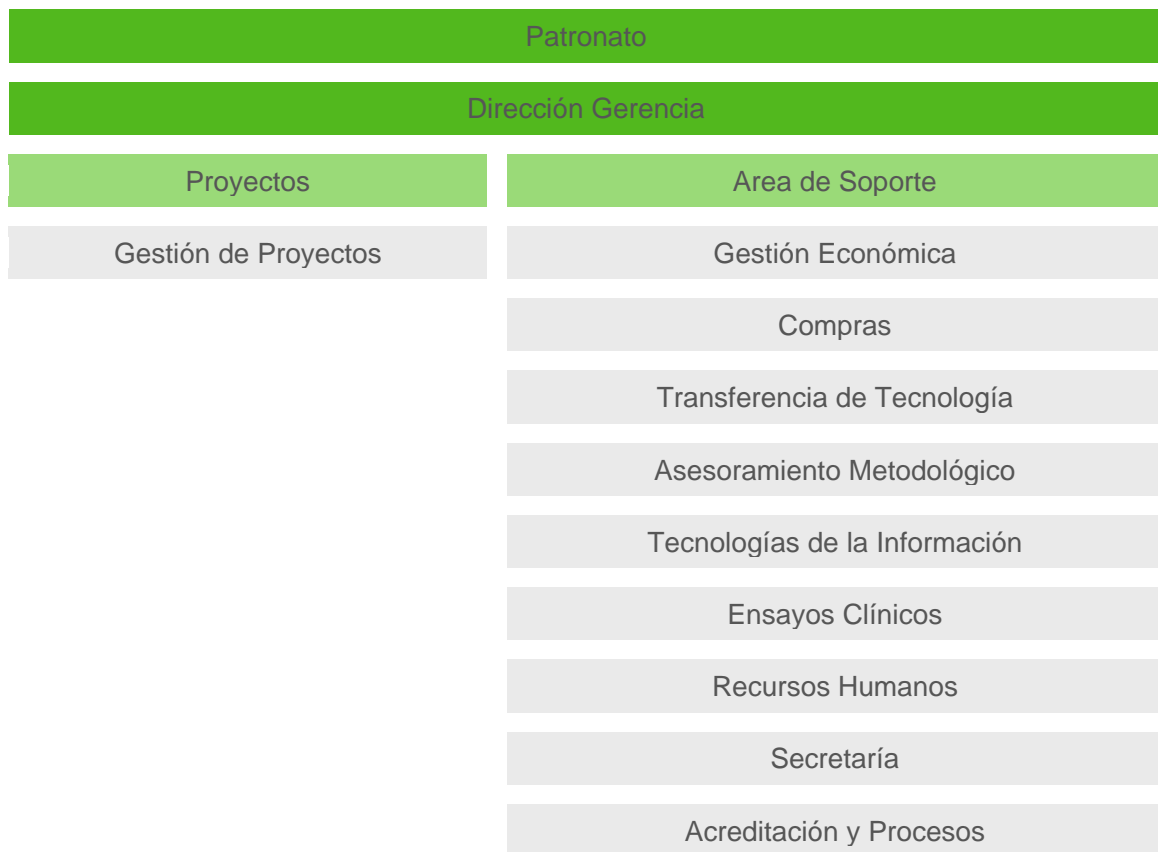 Patronato
Dirección Gerencia
Proyectos
Area de Soporte
Gestión de Proyectos
Gestión Económica
Compras
Transferencia de Tecnología
Asesoramiento Metodológico
Tecnologías de la Información
Ensayos Clínicos
Recursos Humanos
Secretaría
Acreditación y Procesos